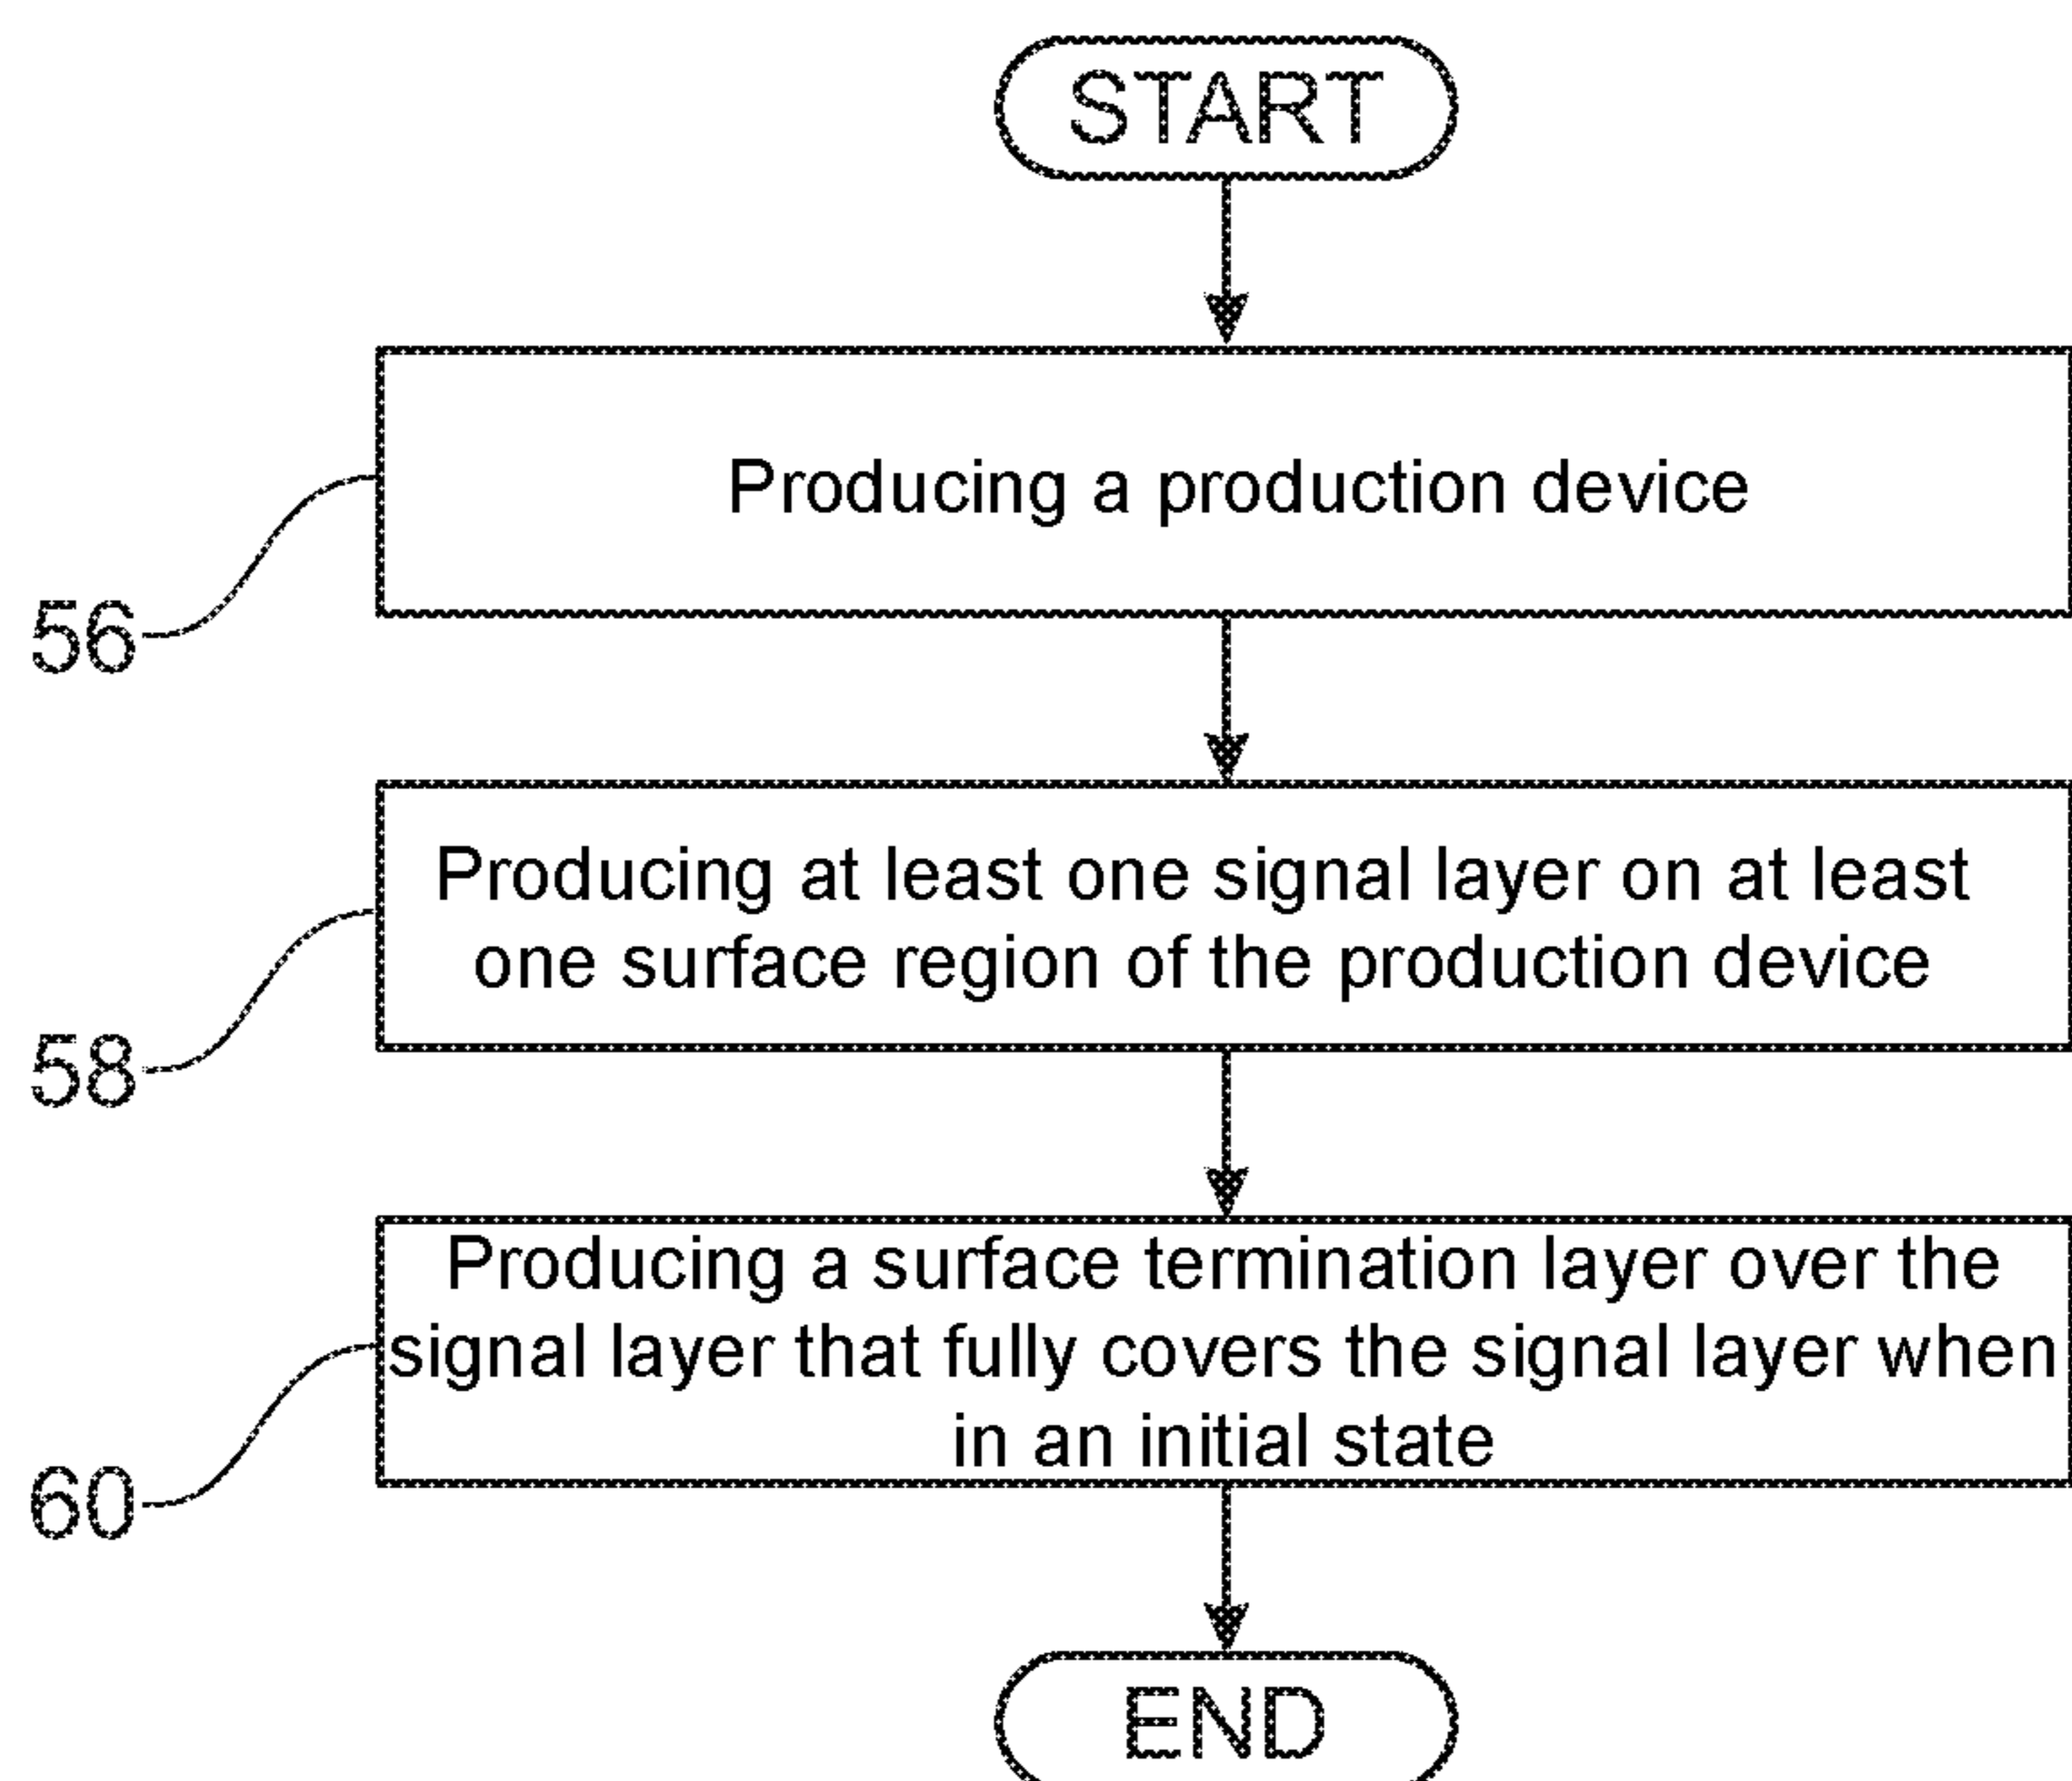 START
Producing a production device
56
Producing at least one signal layer on at least
one surface region of the production device
58
Producing a surface termination layer over the
signal layer that fully covers the signal layer when
in an initial state
60
END